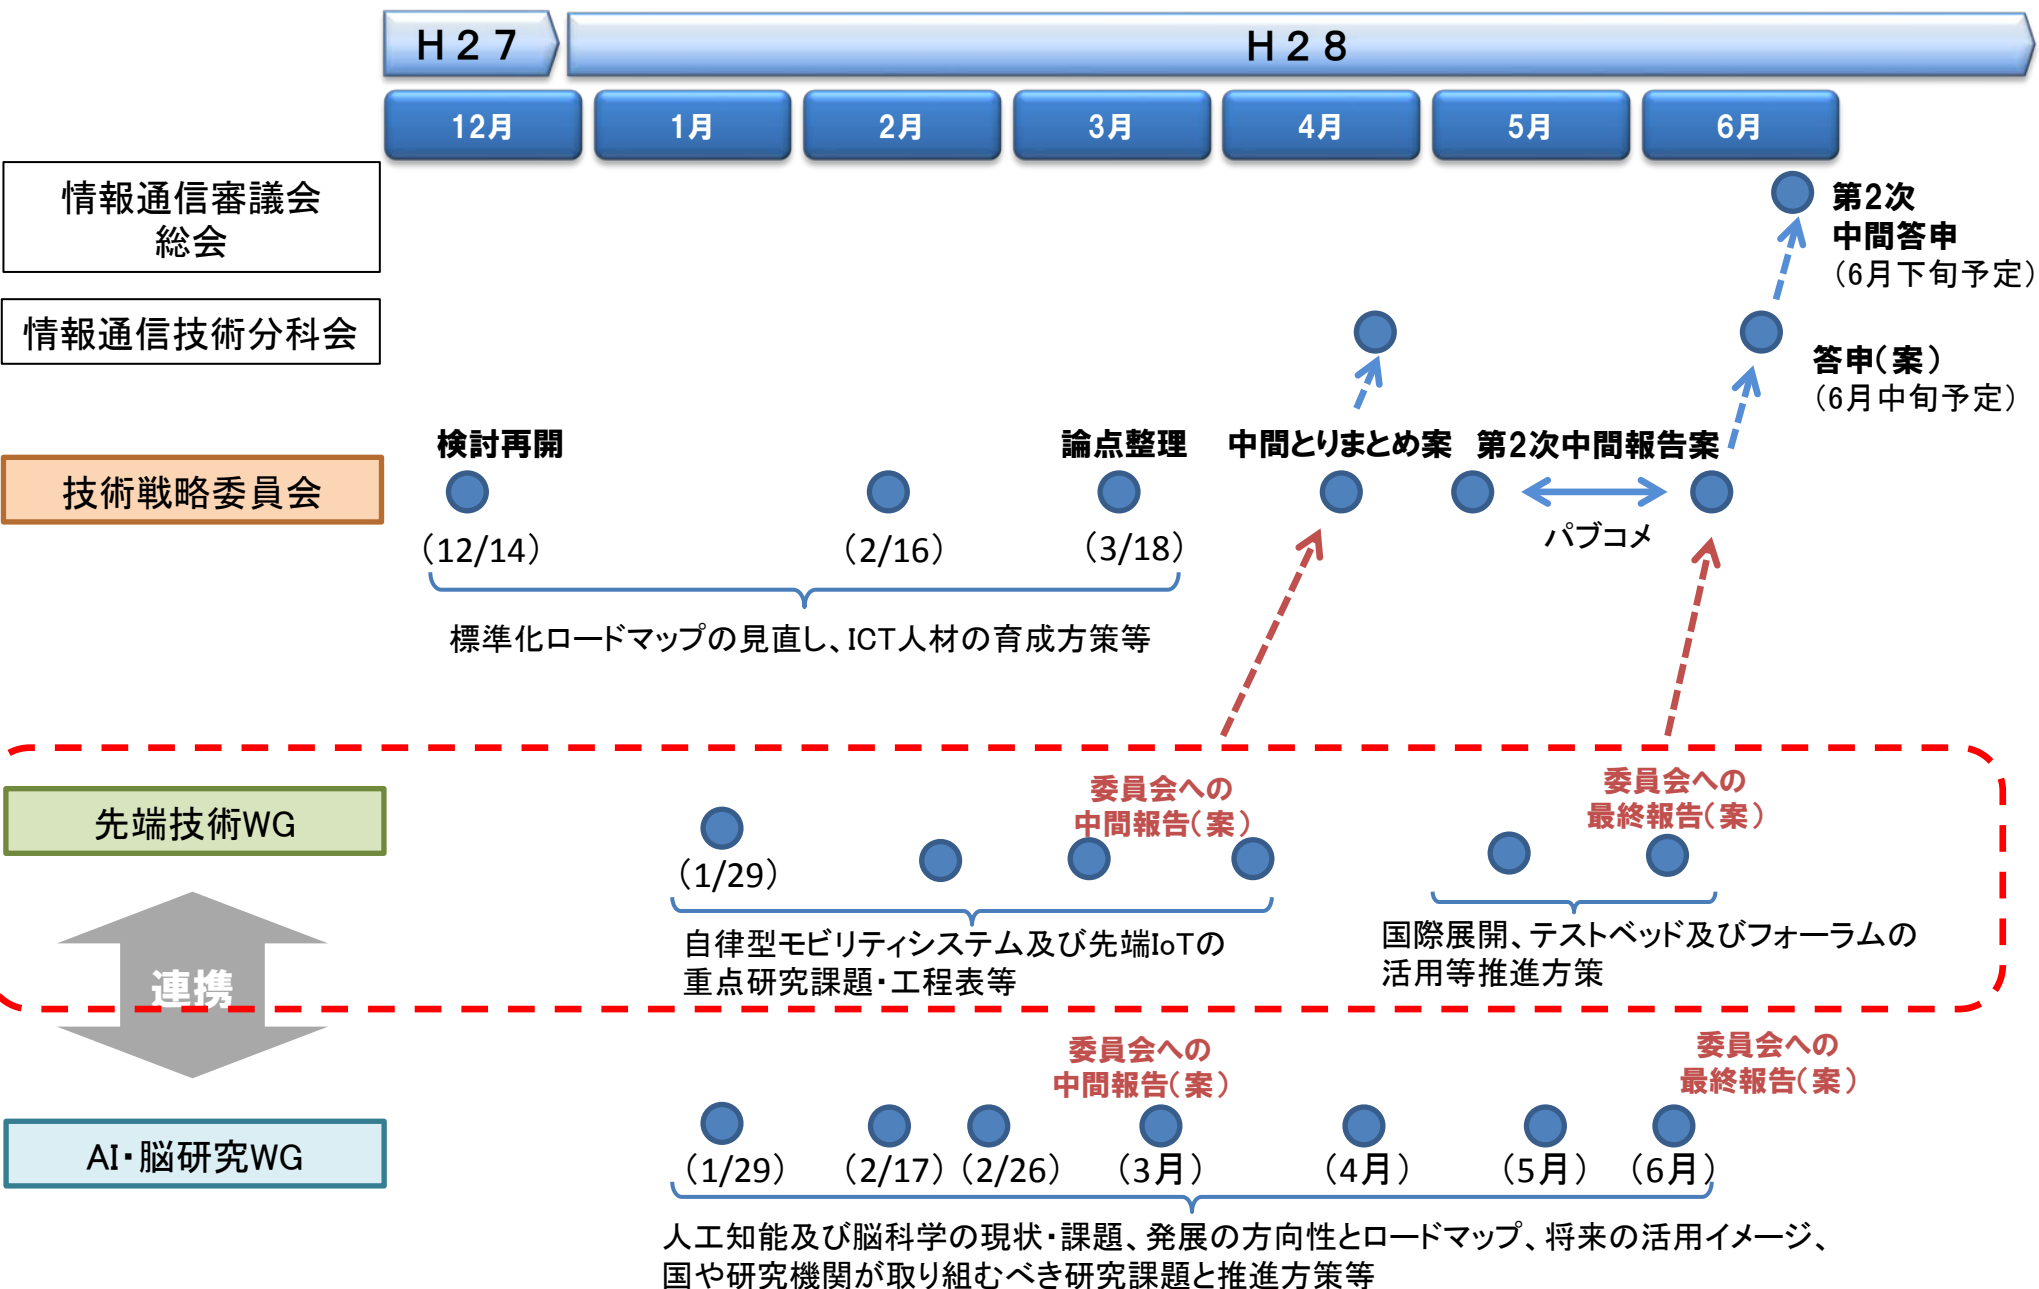 H27
H28
12月
1月
2月
3月
4月
5月
6月
情報通信審議会
総会
第2次
中間答申
（6月下旬予定）
情報通信技術分科会
答申（案）
（6月中旬予定）
検討再開
論点整理
中間とりまとめ案
第2次中間報告案
技術戦略委員会
（12/14）
（2/16）
（3/18）
パブコメ
標準化ロードマップの見直し、ICT人材の育成方策等
先端技術WG
委員会への
中間報告（案）
委員会への
最終報告（案）
（1/29）
自律型モビリティシステム及び先端IoTの
重点研究課題・工程表等
国際展開、テストベッド及びフォーラムの
活用等推進方策
連携
委員会への
中間報告（案）
委員会への
最終報告（案）
AI・脳研究WG
（1/29）
（2/17）
（2/26）
（3月）
（4月）
（5月）
（6月）
人工知能及び脳科学の現状・課題、発展の方向性とロードマップ、将来の活用イメージ、
国や研究機関が取り組むべき研究課題と推進方策等